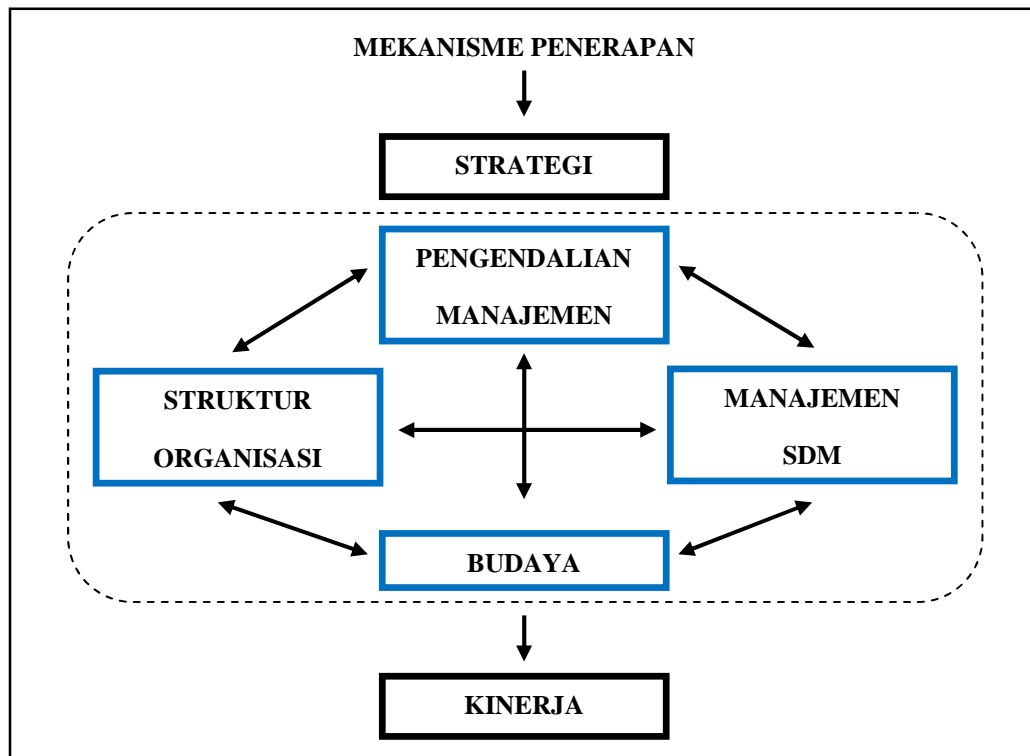 MEKANISME PENERAPAN
STRATEGI
PENGENDALIAN
MANAJEMEN
STRUKTUR
ORGANISASI
MANAJEMEN
SDM
BUDAYA
KINERJA